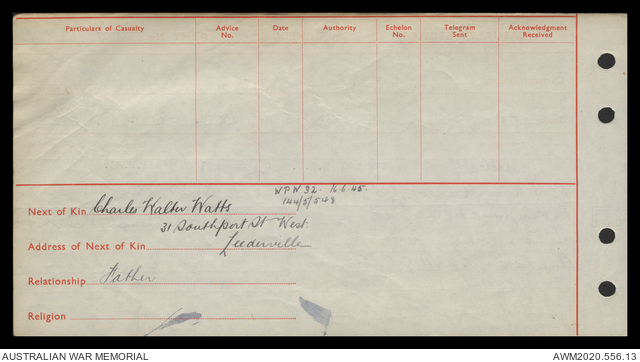 Particulars of Casualty Advice No. Date Authority Echelon No. Telegram Sent Acknowledgment Received
WPW 92. 16.6.45.
144/5/548
Next of Kin Charles Walter Watts
31 Southport St West.
Address of Next of Kin Leederville
Relationship Father
Religion
AUSTRALIAN WAR MEMORIAL AWM2020.556.13